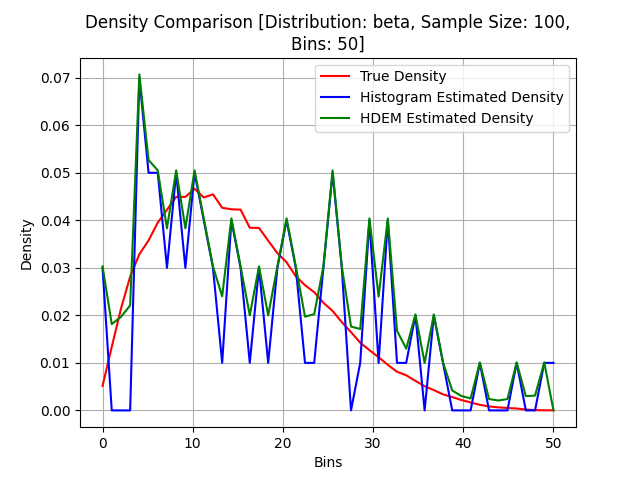 Density Comparison [Distribution: beta, Sample Size: 100,
Bins: 50]
True Density
Histogram Estimated Density
HDEM Estimated Density
Density
0.07
0.06
0.05
0.04
0.03
0.02
0.01
0.00
0 10 20 30 40 50
Bins